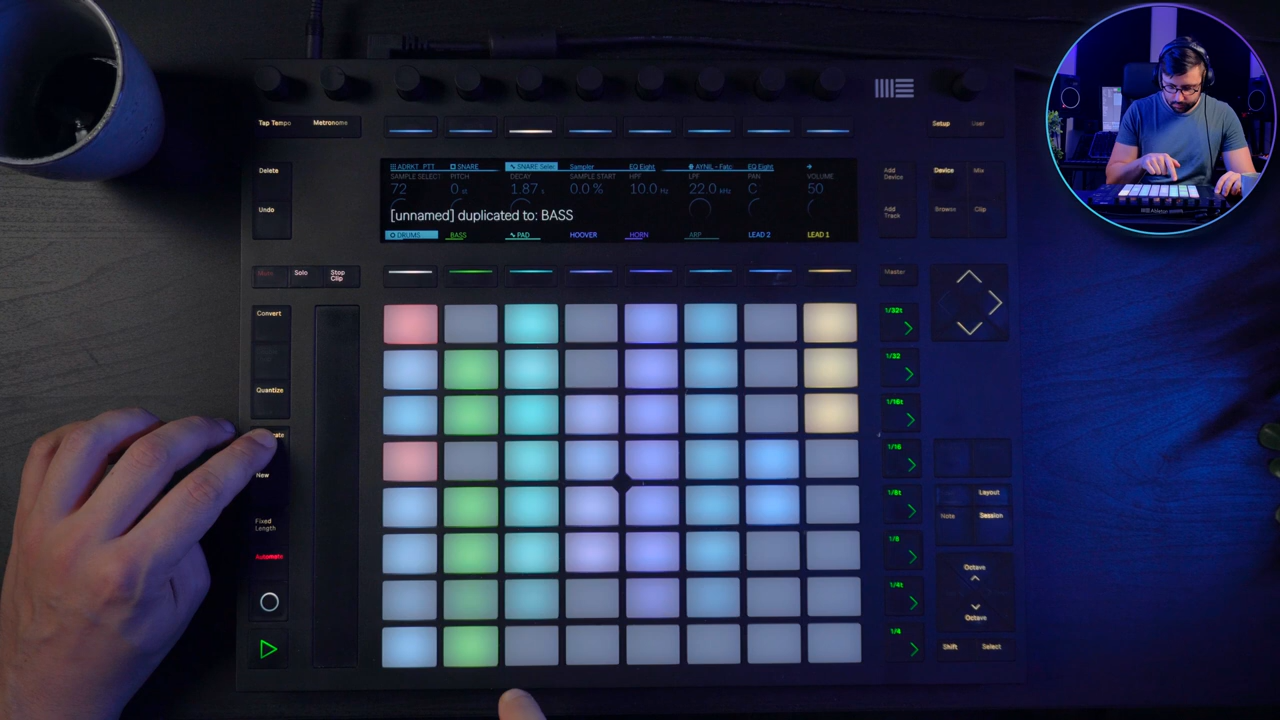 Tap Tempo
Metronome
Setup
User
Delete
Undo
ADRKT_PTT
SNARE
SNARE Selec
Sampler
EQ Eight
AYNIL - Fatc
EQ Eight
SAMPLE SELECT
PITCH
DECAY
SAMPLE START
HPF
LPF
PAN
VOLUME
72
0 st
1.87 s
0.0 %
10.0 Hz
22.0 kHz
C
50
[unnamed] duplicated to: BASS
DRUMS
BASS
PAD
HOOVER
HORN
ARP
LEAD 2
LEAD 1
Add Device
Add Track
Device
Mix
Browse
Clip
Mute
Solo
Stop Clip
Master
Convert
Quantize
New
Fixed Length
Automate
1/32t
1/32
1/16t
1/16
1/8t
1/8
1/4t
1/4
Layout
Note
Session
Octave
Octave
Shift
Select